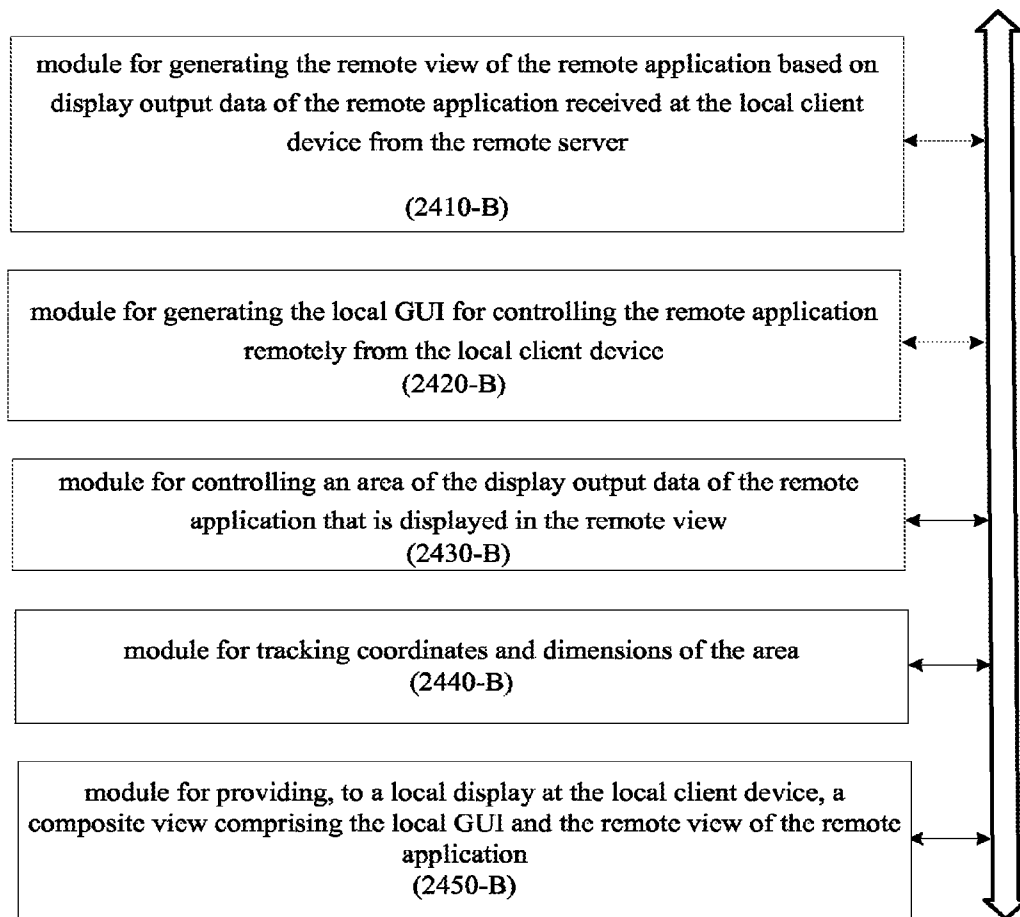 module for generating the remote view of the remote application based on
display output data of the remote application received at the local client
device from the remote server
(2410-B)
module for generating the local GUI for controlling the remote application
remotely from the local client device
(2420-B)
module for controlling an area of the display output data of the remote
application that is displayed in the remote view
(2430-B)
module for tracking coordinates and dimensions of the area
(2440-B)
module for providing, to a local display at the local client device, a
composite view comprising the local GUI and the remote view of the remote
application
(2450-B)